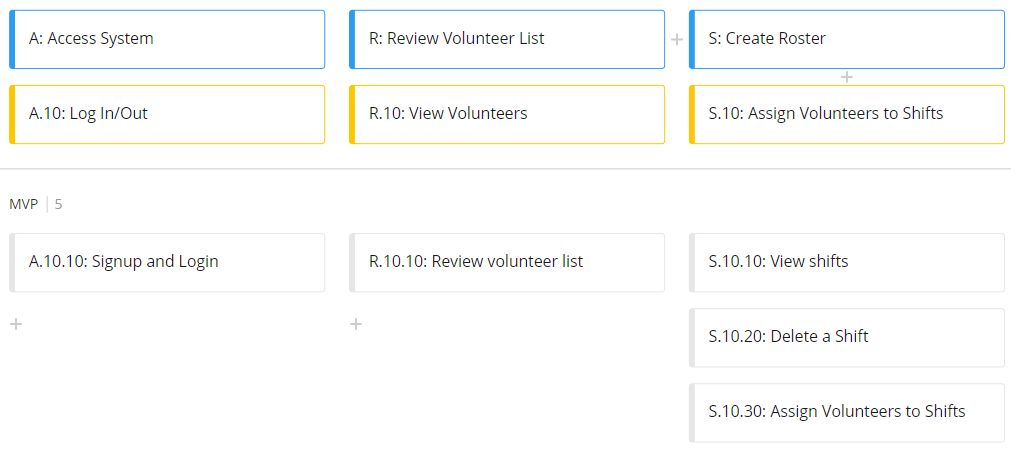 A: Access System
R: Review Volunteer List
S: Create Roster
A.10: Log In/Out
R.10: View Volunteers
S.10: Assign Volunteers to Shifts
MVP 5
A.10.10: Signup and Login
R.10.10: Review volunteer list
S.10.10: View shifts
S.10.20: Delete a Shift
S.10.30: Assign Volunteers to Shifts